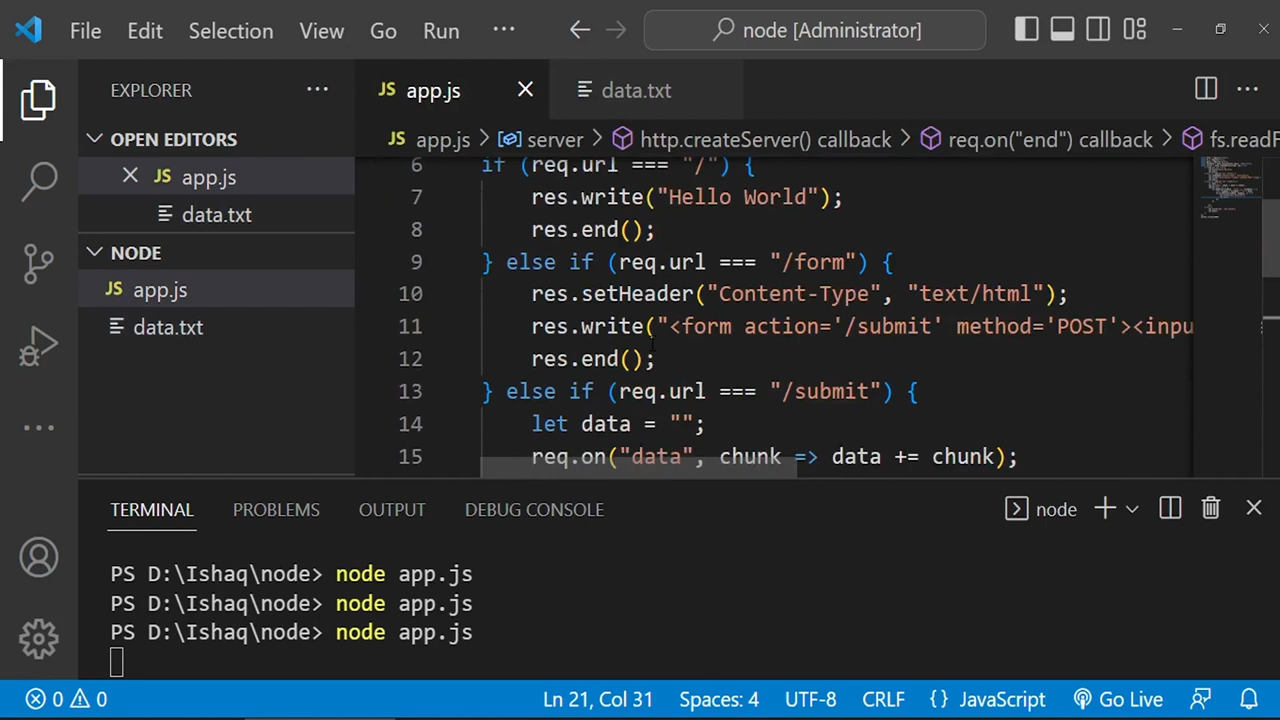 File Edit Selection View Go Run ... node [Administrator]
EXPLORER ...
OPEN EDITORS
JS app.js
data.txt
NODE
JS app.js
data.txt
JS app.js data.txt ...
JS app.js > server > http.createServer() callback > req.on("end") callback > fs.readF
6 if (req.url === "/") {
7 res.write("Hello World");
8 res.end();
9 } else if (req.url === "/form") {
10 res.setHeader("Content-Type", "text/html");
11 res.write("<form action='/submit' method='POST'><inpu
12 res.end();
13 } else if (req.url === "/submit") {
14 let data = "";
15 req.on("data", chunk => data += chunk);
TERMINAL PROBLEMS OUTPUT DEBUG CONSOLE node
PS D:\Ishaq\node> node app.js
PS D:\Ishaq\node> node app.js
PS D:\Ishaq\node> node app.js
0 0 Ln 21, Col 31 Spaces: 4 UTF-8 CRLF {} JavaScript Go Live